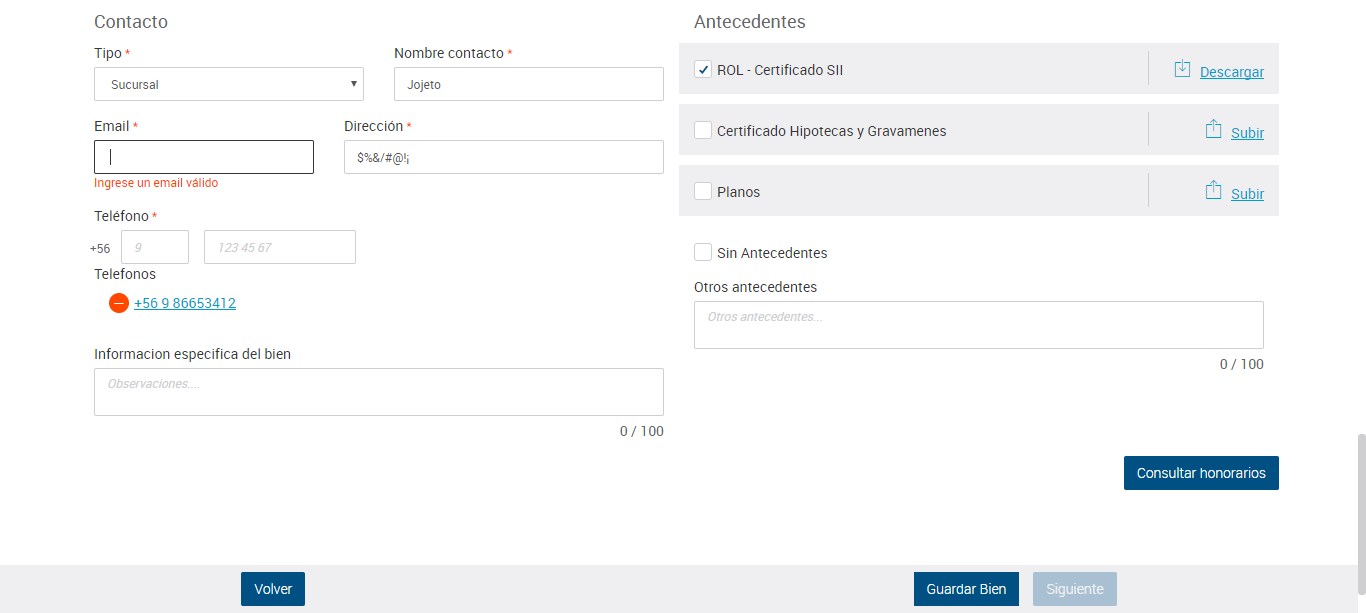 Contacto
Tipo *
Nombre contacto *
Sucursal
Jojeto
Email *
Dirección *
$%&/#@!¡
Ingrese un email válido
Teléfono *
+56
9
123 45 67
Telefonos
+56 9 86653412
Informacion especifica del bien
Observaciones....
0 / 100
Antecedentes
ROL - Certificado SII
Descargar
Certificado Hipotecas y Gravamenes
Subir
Planos
Subir
Sin Antecedentes
Otros antecedentes
Otros antecedentes...
0 / 100
Consultar honorarios
Volver
Guardar Bien
Siguiente